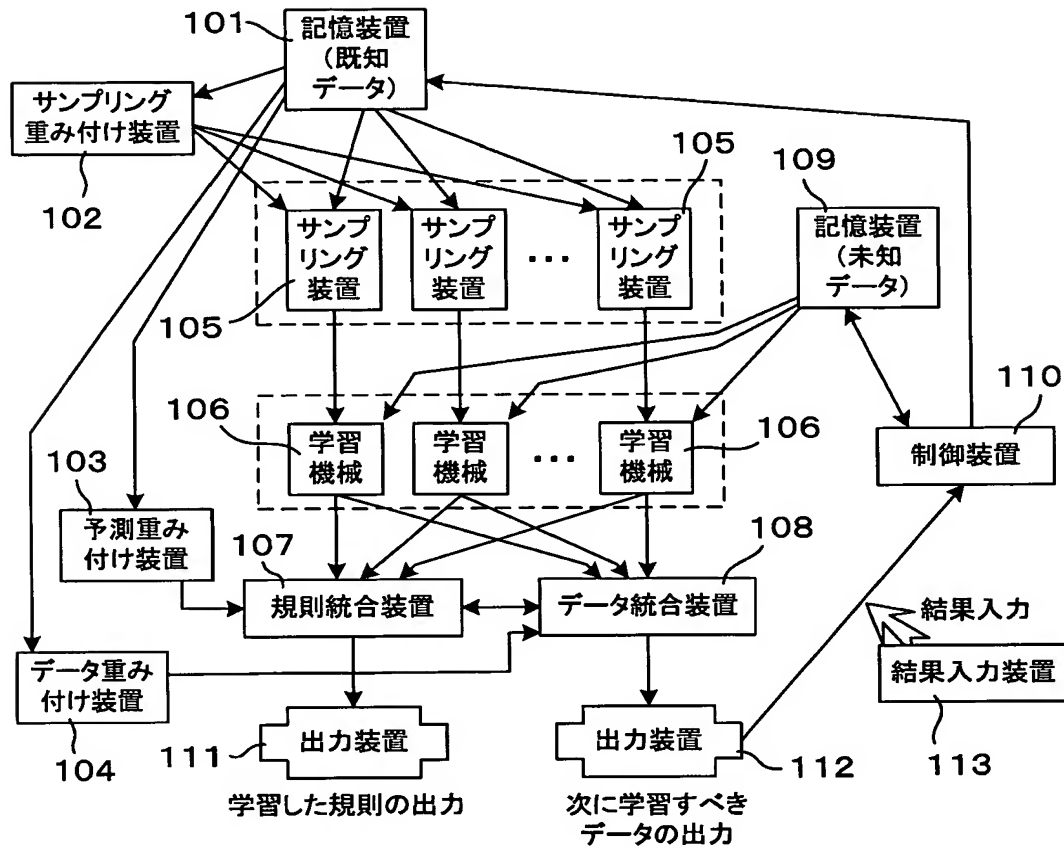 101
記憶装置
(既知
データ)
サンプリング
重み付け装置
102
105
109
記憶装置
(未知
データ)
サンプ
リング
装置
サンプ
リング
装置
...
サンプ
リング
装置
105
110
制御装置
106
学習
機械
学習
機械
...
学習
機械
106
103
予測重み
付け装置
107
規則統合装置
108
データ統合装置
結果入力
結果入力装置
113
データ重み
付け装置
104
111
出力装置
出力装置
112
学習した規則の出力
次に学習すべき
データの出力